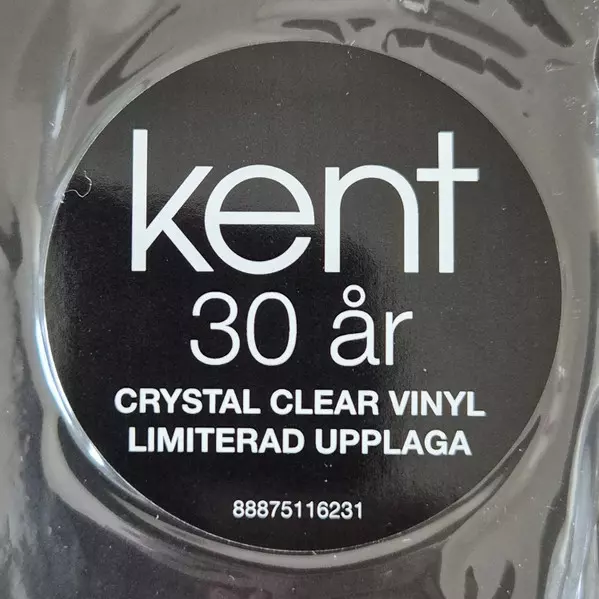 kent
30 år
CRYSTAL CLEAR VINYL
LIMITERAD UPPLAGA
88875116231